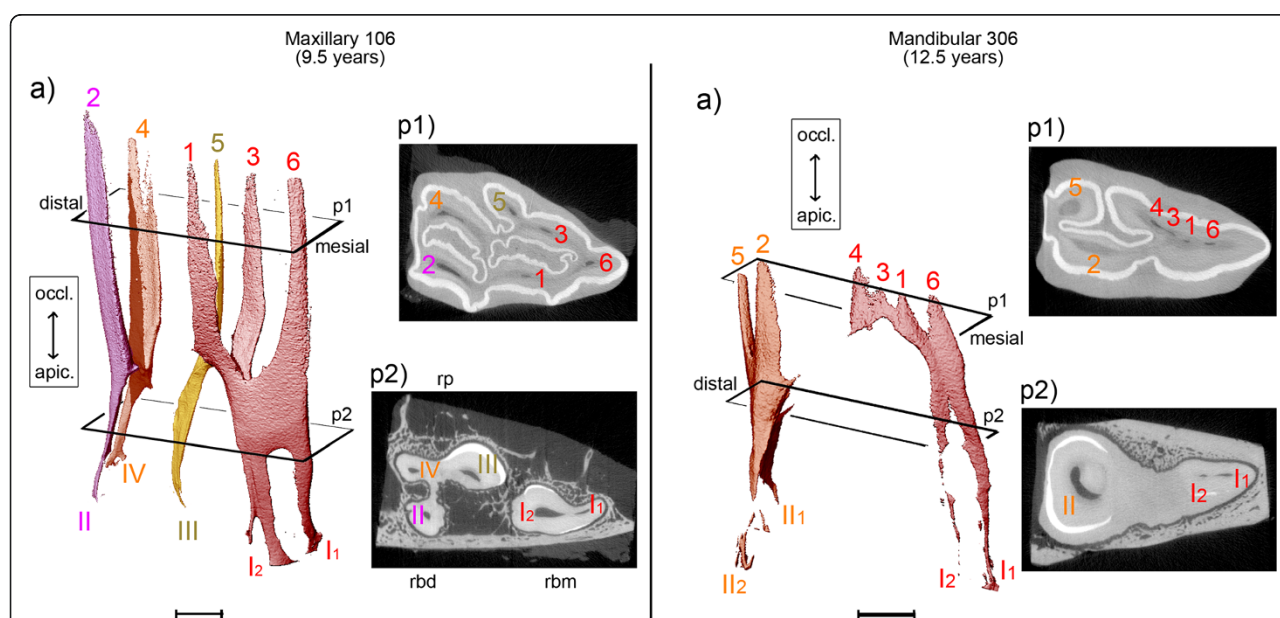 Maxillary 106
(9.5 years)
a)
2
4
1
5
3
6
distal
p1
mesial
occl.
apic.
p2
IV
II
III
I2
I1
p1)
4
5
3
2
1
6
p2)
rp
IV
III
II
I2
I1
rbd
rbm
Mandibular 306
(12.5 years)
a)
occl.
apic.
5
2
4
3
1
6
p1
mesial
distal
p2
II1
II2
I2
I1
p1)
5
4
3
1
6
2
p2)
II
I2
I1